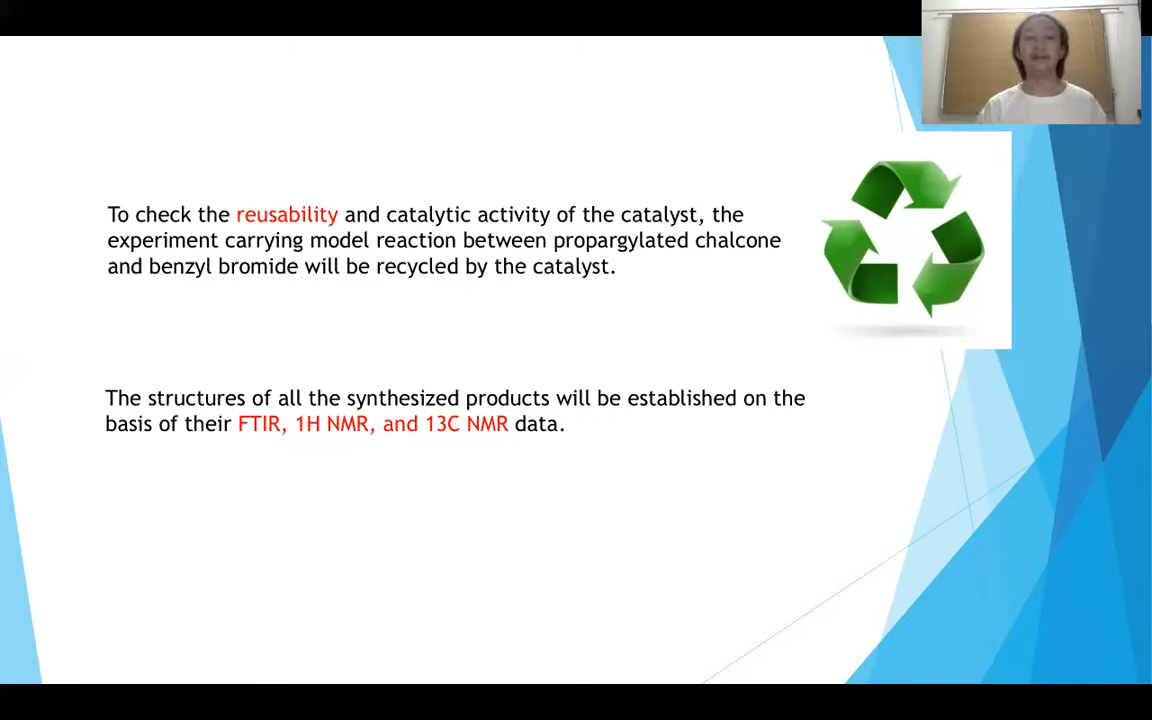 To check the reusability and catalytic activity of the catalyst, the
experiment carrying model reaction between propargylated chalcone
and benzyl bromide will be recycled by the catalyst.
The structures of all the synthesized products will be established on the
basis of their FTIR, 1H NMR, and 13C NMR data.